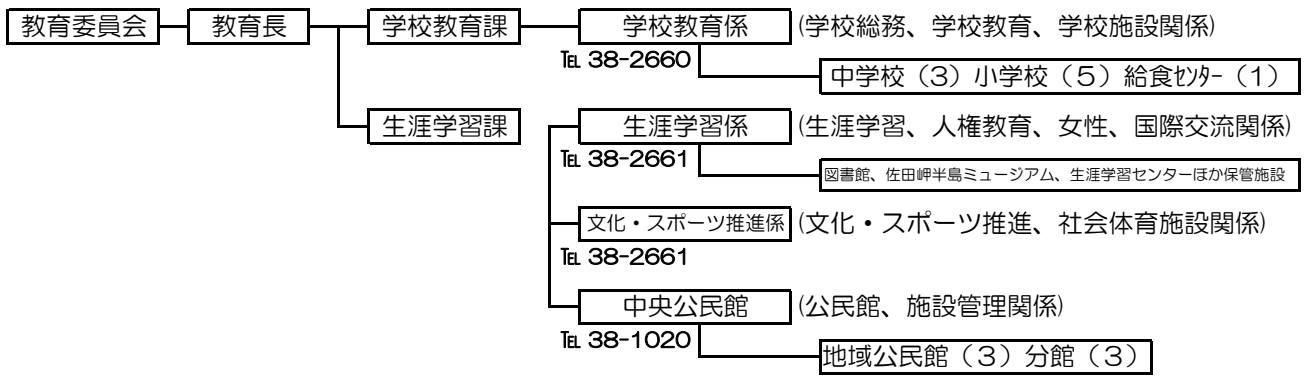 教育委員会 教育長 学校教育課 学校教育係 (学校総務、学校教育、学校施設関係)
℡ 38-2660
中学校（3）小学校（5）給食ｾﾝﾀｰ（1）
生涯学習課 生涯学習係 (生涯学習、人権教育、女性、国際交流関係)
℡ 38-2661
図書館、佐田岬半島ミュージアム、生涯学習センターほか保管施設
文化・スポーツ推進係 (文化・スポーツ推進、社会体育施設関係)
℡ 38-2661
中央公民館 (公民館、施設管理関係)
℡ 38-1020
地域公民館（3）分館（3）